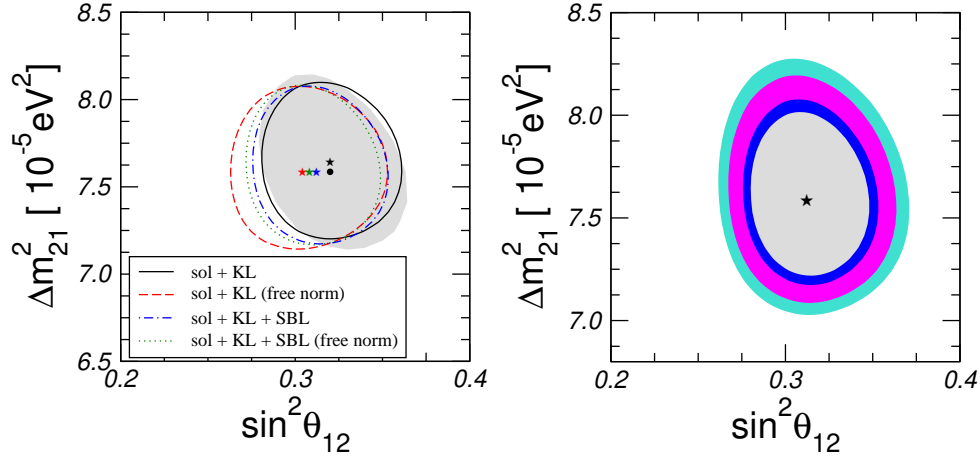 8.5
8.0
7.5
7.0
6.5
0.2
0.3
0.4
Δm²₂₁ [ 10⁻⁵eV²]
sin²θ₁₂
sol + KL
sol + KL (free norm)
sol + KL + SBL
sol + KL + SBL (free norm)
8.5
8.0
7.5
7.0
0.2
0.3
0.4
Δm²₂₁ [ 10⁻⁵eV²]
sin²θ₁₂